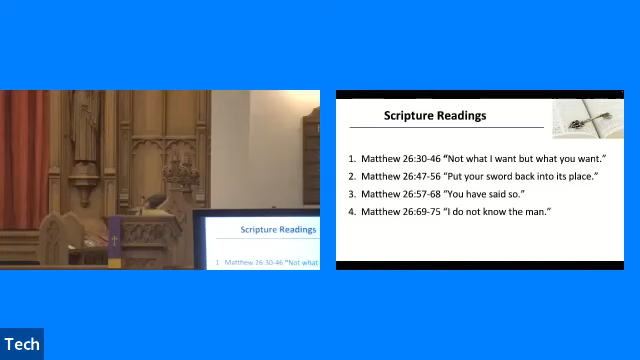 Scripture Readings
1. Matthew 26:30-46 “Not what I want but what you want.”
2. Matthew 26:47-56 “Put your sword back into its place.”
3. Matthew 26:57-68 “You have said so.”
4. Matthew 26:69-75 “I do not know the man.”
Scripture Readings
1 Matthew 26:30-46 “Not what
Tech